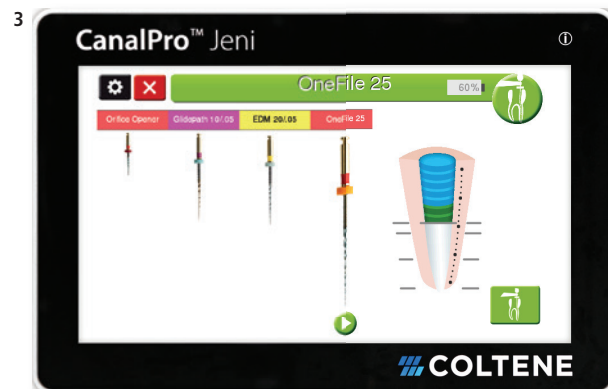 3
CanalPro™ Jeni
OneFile 25
60%
Orifice Opener Glidepath 10/.05 EDM 20/.05 OneFile 25
COLTENE